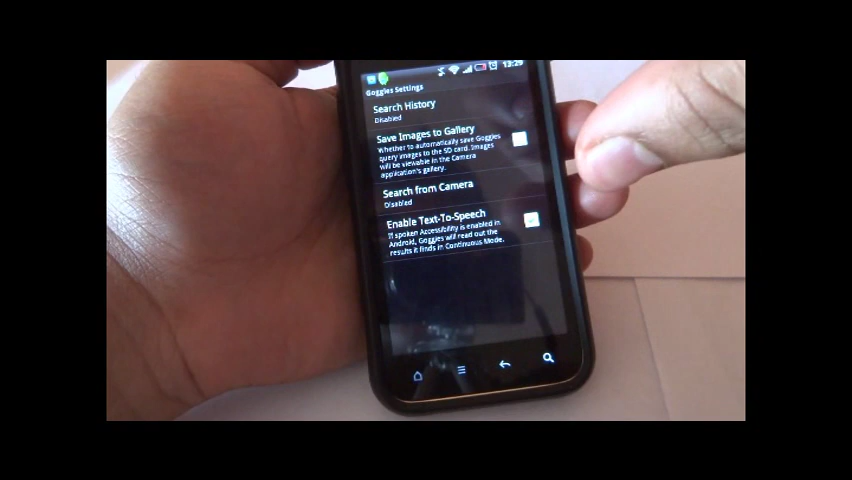 13:29
Goggles Settings
Search History
Disabled
Save Images to Gallery
Whether to automatically save Goggles
query images to the SD card. Images
will be viewable in the Camera
application's gallery.
Search from Camera
Disabled
Enable Text-To-Speech
If spoken Accessibility is enabled in
Android, Goggles will read out the
results it finds in Continuous Mode.